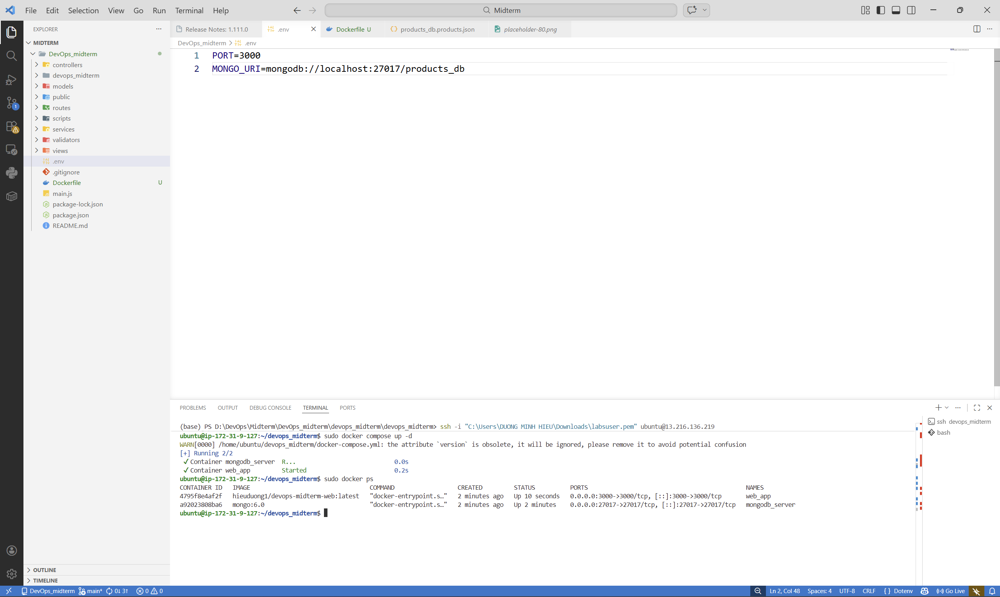 File Edit Selection View Go Run Terminal Help
Midterm
EXPLORER
Release Notes: 1.111.0
.env
Dockerfile U
products_db.products.json
placeholder-80.png
MIDTERM
DevOps_midterm > .env
DevOps_midterm
controllers
devops_midterm
models
public
routes
scripts
services
validators
views
.env
.gitignore
Dockerfile U
main.js
package-lock.json
package.json
README.md
1 PORT=3000
2 MONGO_URI=mongodb://localhost:27017/products_db
1
PROBLEMS OUTPUT DEBUG CONSOLE TERMINAL PORTS
(base) PS D:\DevOps\Midterm\DevOps_midterm\devops_midterm\devops_midterm> ssh -i "C:\Users\DUONG MINH HIEU\Downloads\labsuser.pem" ubuntu@13.216.136.219
ubuntu@ip-172-31-9-127:~/devops_midterm$ sudo docker compose up -d
WARN[0000] /home/ubuntu/devops_midterm/docker-compose.yml: the attribute `version` is obsolete, it will be ignored, please remove it to avoid potential confusion
[+] Running 2/2
✓ Container mongodb_server R... 0.0s
✓ Container web_app Started 0.2s
ubuntu@ip-172-31-9-127:~/devops_midterm$ sudo docker ps
CONTAINER ID IMAGE COMMAND CREATED STATUS PORTS NAMES
4795f8e4af2f hieuduong1/devops-midterm-web:latest "docker-entrypoint.s…" 2 minutes ago Up 10 seconds 0.0.0.0:3000->3000/tcp, [::]:3000->3000/tcp web_app
a92023808ba6 mongo:6.0 "docker-entrypoint.s…" 2 minutes ago Up 2 minutes 0.0.0.0:27017->27017/tcp, [::]:27017->27017/tcp mongodb_server
ubuntu@ip-172-31-9-127:~/devops_midterm$
ssh devops_midterm
bash
OUTLINE
TIMELINE
DevOps_midterm main* 0↓ 3↑ 0 0
Ln 2, Col 48 Spaces: 4 UTF-8 CRLF { } Dotenv Go Live